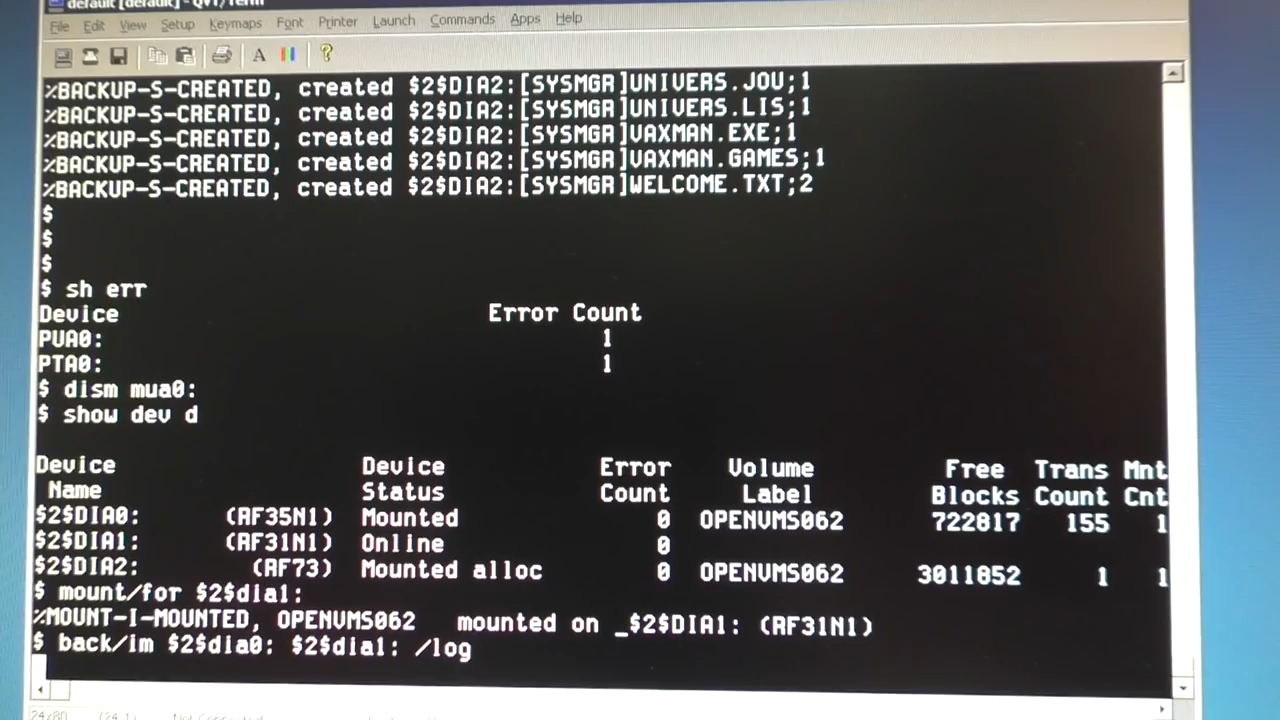 default [default] - QVT/Term
File Edit View Setup Keymaps Font Printer Launch Commands Apps Help
%BACKUP-S-CREATED, created $2$DIA2:[SYSMGR]UNIVERS.JOU;1
%BACKUP-S-CREATED, created $2$DIA2:[SYSMGR]UNIVERS.LIS;1
%BACKUP-S-CREATED, created $2$DIA2:[SYSMGR]VAXMAN.EXE;1
%BACKUP-S-CREATED, created $2$DIA2:[SYSMGR]VAXMAN.GAMES;1
%BACKUP-S-CREATED, created $2$DIA2:[SYSMGR]WELCOME.TXT;2
$
$
$
$ sh err
Device Error Count
PUA0: 1
PTA0: 1
$ dism mua0:
$ show dev d
Device Device Error Volume Free Trans Mnt
Name Status Count Label Blocks Count Cnt
$2$DIA0: (RF35N1) Mounted 0 OPENVMS062 722817 155 1
$2$DIA1: (RF31N1) Online 0
$2$DIA2: (RF73) Mounted alloc 0 OPENVMS062 3011852 1 1
$ mount/for $2$dia1:
%MOUNT-I-MOUNTED, OPENVMS062 mounted on _$2$DIA1: (RF31N1)
$ back/im $2$dia0: $2$dia1: /log
24x80 (24,1) Not Connected